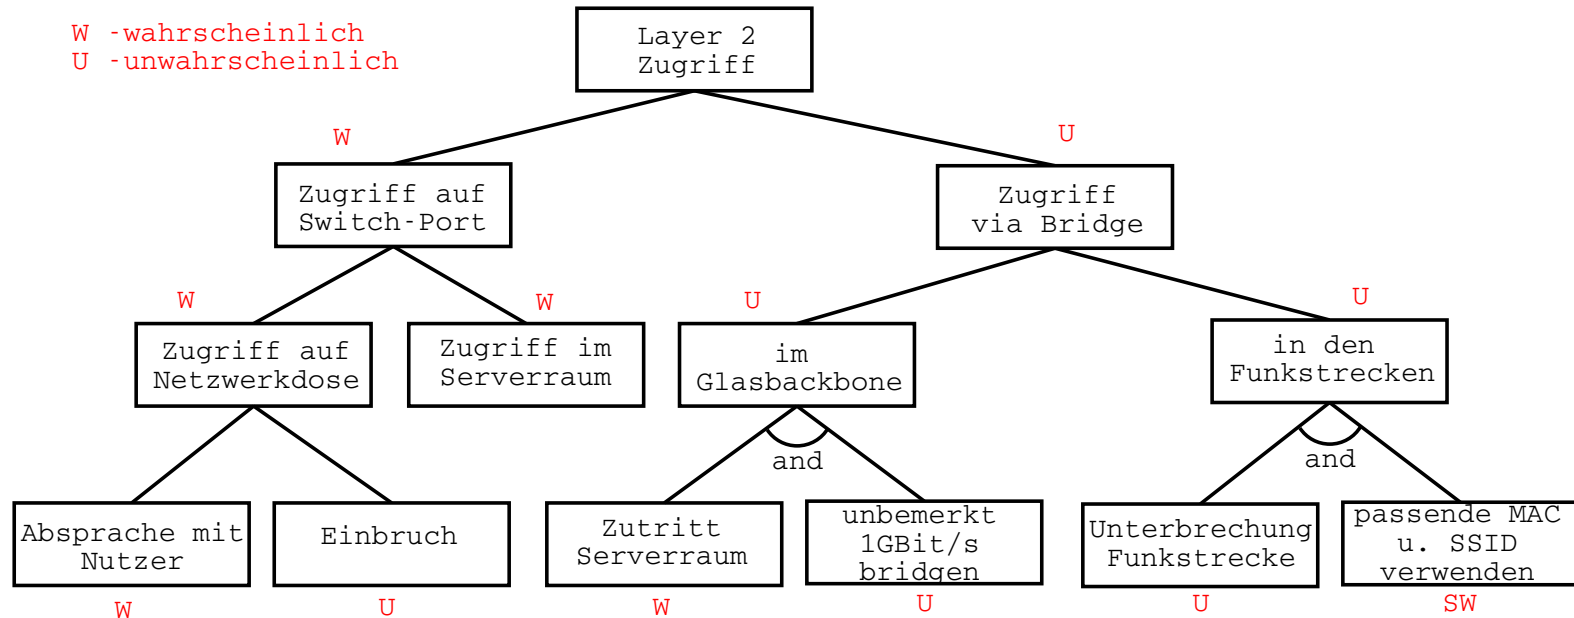 W -wahrscheinlich
U -unwahrscheinlich
Layer 2
Zugriff
W
U
Zugriff auf
Switch-Port
Zugriff
via Bridge
W
W
U
U
Zugriff auf
Netzwerkdose
Zugriff im
Serverraum
im
Glasbackbone
in den
Funkstrecken
and
and
Absprache mit
Nutzer
Einbruch
Zutritt
Serverraum
unbemerkt
1GBit/s
bridgen
Unterbrechung
Funkstrecke
passende MAC
u. SSID
verwenden
W
U
W
U
U
SW